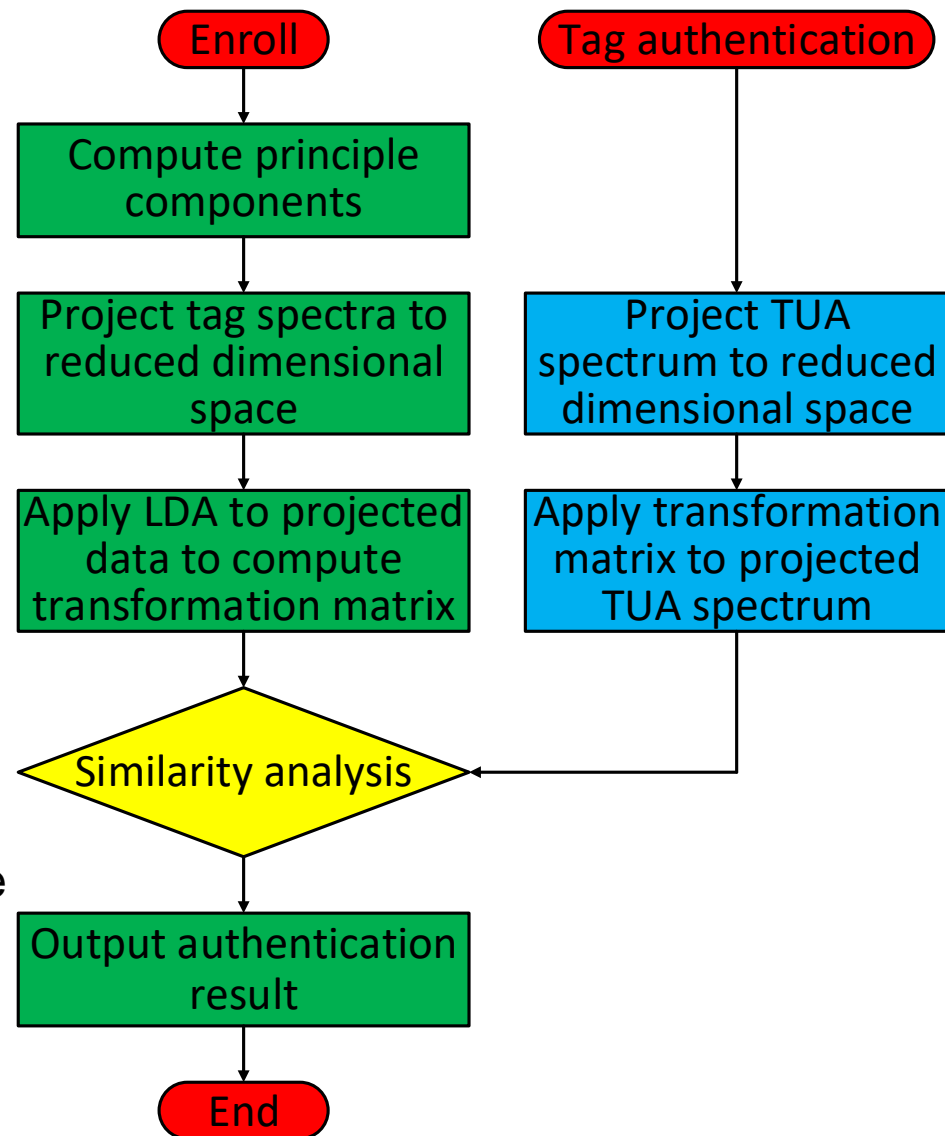 Enroll
Compute principle
components
Project tag spectra to
reduced dimensional
space
Apply LDA to projected
data to compute
transformation matrix
Similarity analysis
e
Output authentication
result
End
Tag authentication
Project TUA
spectrum to reduced
dimensional space
Apply transformation
matrix to projected
TUA spectrum